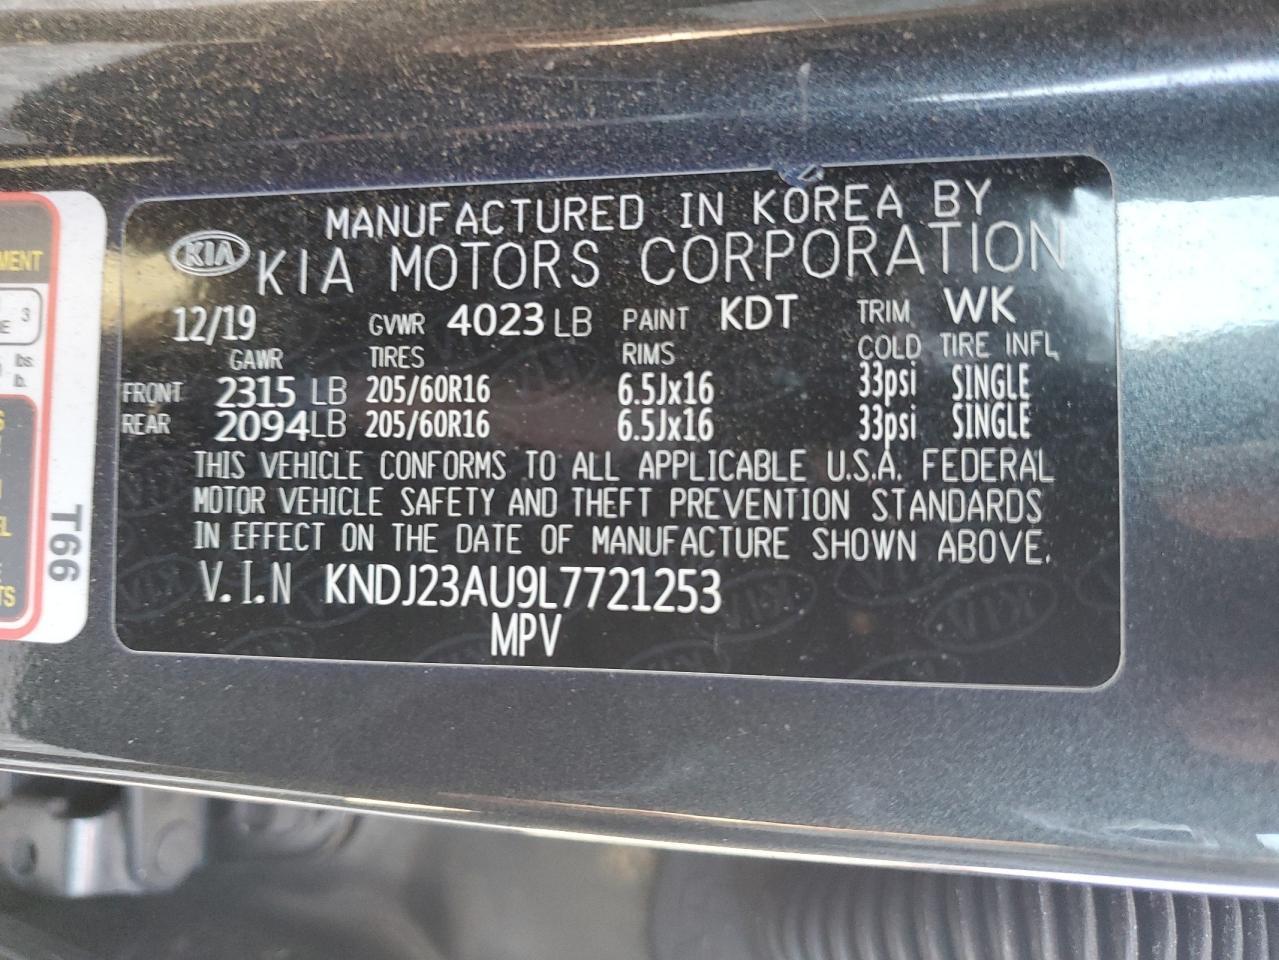 MANUFACTURED IN KOREA BY
KIA KIA MOTORS CORPORATION
12/19 GVWR 4023 LB PAINT KDT TRIM WK
GAWR TIRES RIMS COLD TIRE INFL
FRONT 2315 LB 205/60R16 6.5Jx16 33psi SINGLE
REAR 2094LB 205/60R16 6.5Jx16 33psi SINGLE
THIS VEHICLE CONFORMS TO ALL APPLICABLE U.S.A. FEDERAL
MOTOR VEHICLE SAFETY AND THEFT PREVENTION STANDARDS
IN EFFECT ON THE DATE OF MANUFACTURE SHOWN ABOVE.
V.I.N KNDJ23AU9L7721253
MPV
3
lbs.
lb.
T66